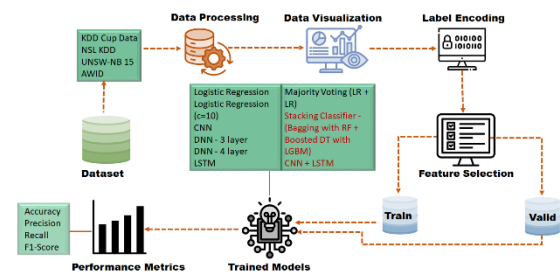 Data Processing
Data Visualization
Label Encoding
KDD Cup Data
NSL KDD
UNSW-NB 15
AWID
010100
101011
Logistic Regression
Logistic Regression
(c=10)
CNN
DNN - 3 layer
DNN - 4 layer
LSTM
Majority Voting (LR +
LR)
Stacking Classifier -
(Bagging with RF +
Boosted DT with
LGBM)
CNN + LSTM
Dataset
Feature Selection
Train
Valid
Accuracy
Precision
Recall
F1-Score
Performance Metrics
Trained Models